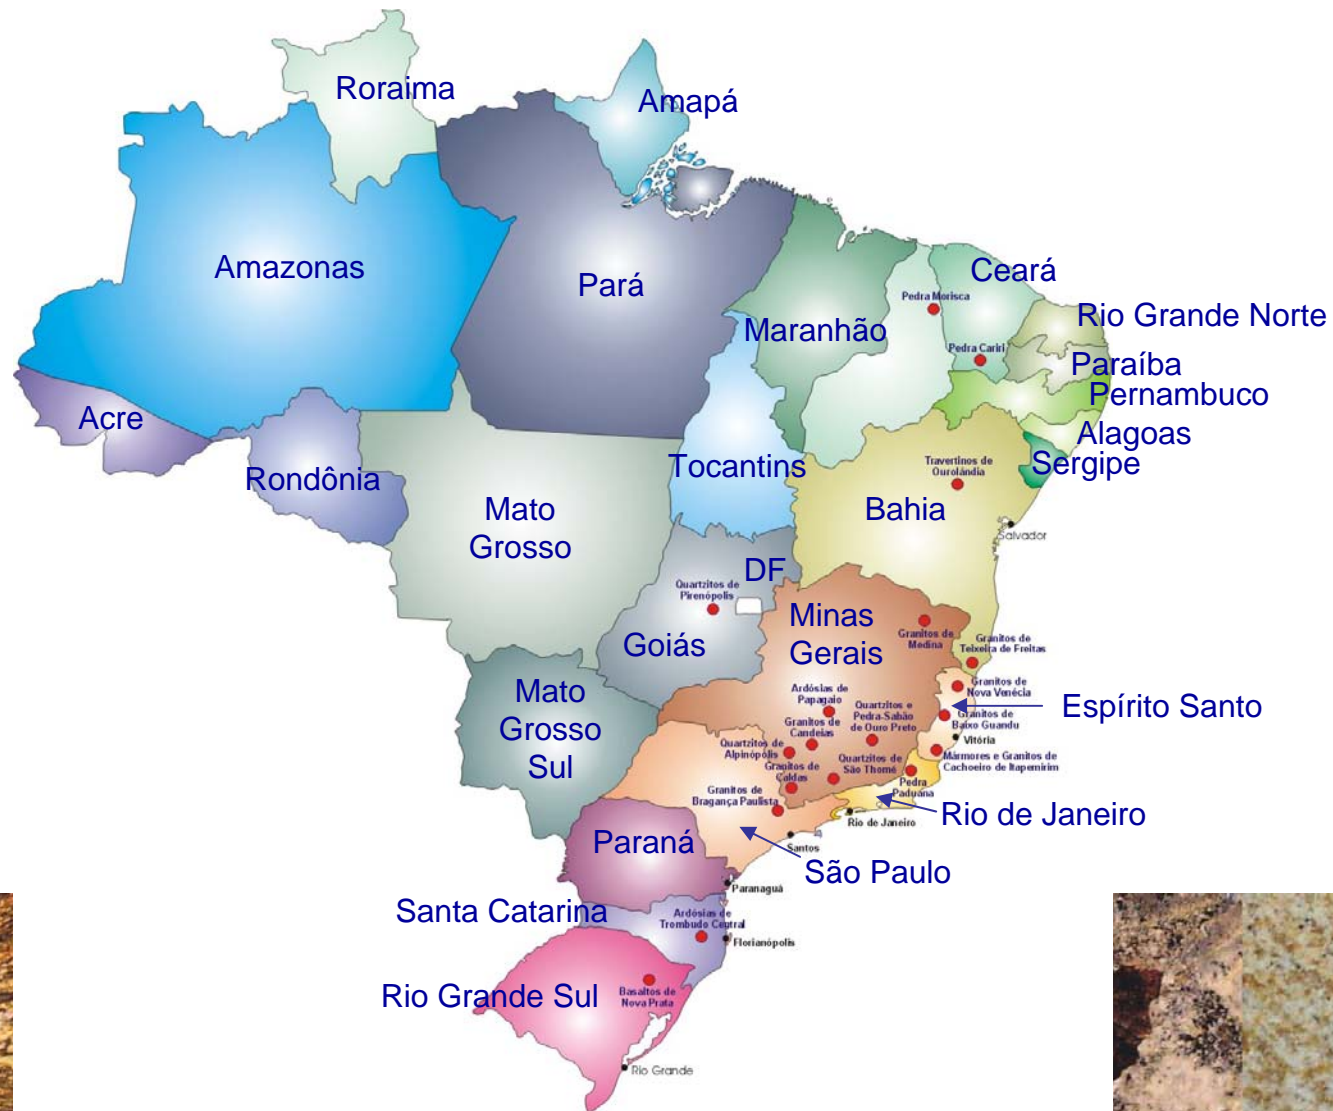 Roraima
Amapá
Amazonas
Pará
Ceará
Pedra Morisca
Rio Grande Norte
Maranhão
Pedra Cariri
Paraíba
Pernambuco
Acre
Alagoas
Tocantins
Travertinos de
Ourolândia
Sergipe
Rondônia
Mato
Grosso
Bahia
Salvador
DF
Quartzitos de
Pirenópolis
Minas
Gerais
Granitos de
Medina
Granitos de
Teixeira de Freitas
Goiás
Mato
Grosso
Sul
Ardósias de
Papagaio
Granitos de
Nova Venécia
Quartzitos e
Pedra-Sabão
de Ouro Preto
Espírito Santo
Granitos de
Candeias
Granitos de
Baixo Guandu
Vitória
Quartzitos de
Alpinópolis
Quartzitos de
São Thomé
Mármores e Granitos de
Cachoeiro de Itapemirim
Granitos de
Caldas
Pedra
Paduana
Granitos de
Bragança Paulista
Rio de Janeiro
Rio de Janeiro
Paraná
Santos
São Paulo
Paranaguá
Santa Catarina
Ardósias de
Trombudo Central
Florianópolis
Rio Grande Sul
Basaltos de
Nova Prata
Rio Grande